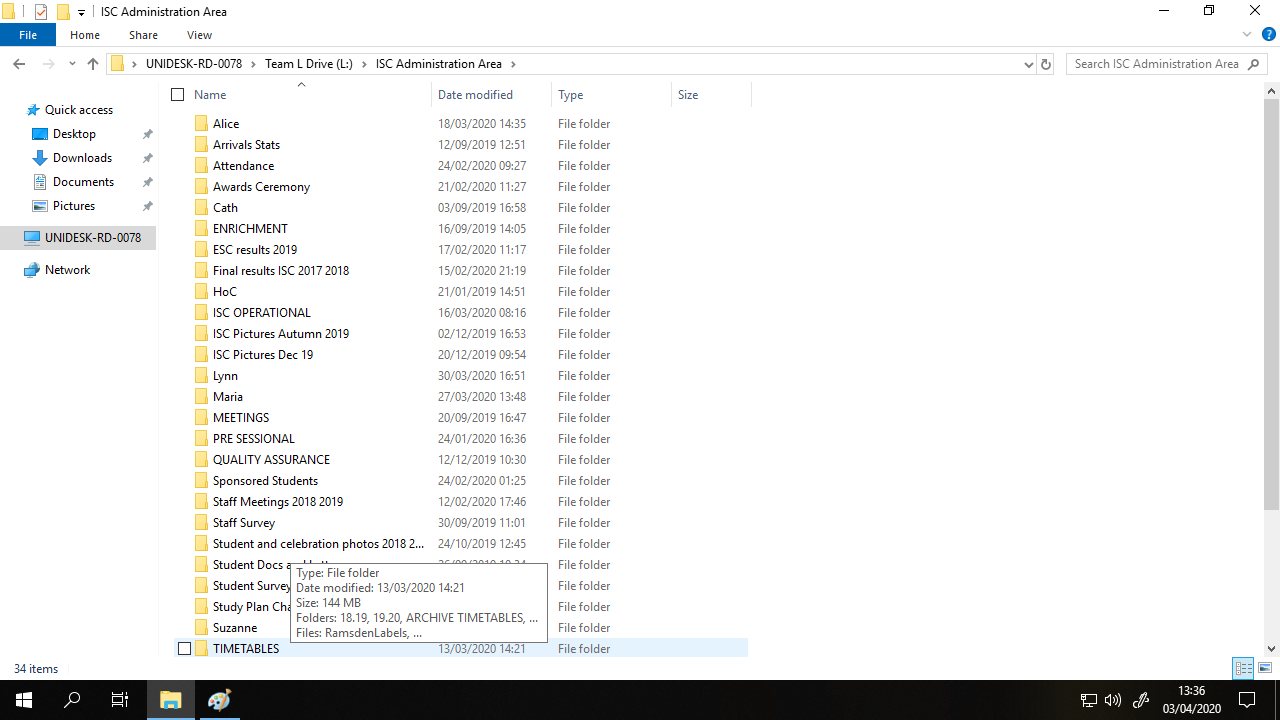 ISC Administration Area
File Home Share View
UNIDESK-RD-0078 Team L Drive (L:) ISC Administration Area Search ISC Administration Area
Name Date modified Type Size
Quick access
Desktop
Downloads
Documents
Pictures
UNIDESK-RD-0078
Network
Alice 18/03/2020 14:35 File folder
Arrivals Stats 12/09/2019 12:51 File folder
Attendance 24/02/2020 09:27 File folder
Awards Ceremony 21/02/2020 11:27 File folder
Cath 03/09/2019 16:58 File folder
ENRICHMENT 16/09/2019 14:05 File folder
ESC results 2019 17/02/2020 11:17 File folder
Final results ISC 2017 2018 15/02/2020 21:19 File folder
HoC 21/01/2019 14:51 File folder
ISC OPERATIONAL 16/03/2020 08:16 File folder
ISC Pictures Autumn 2019 02/12/2019 16:53 File folder
ISC Pictures Dec 19 20/12/2019 09:54 File folder
Lynn 30/03/2020 16:51 File folder
Maria 27/03/2020 13:48 File folder
MEETINGS 20/09/2019 16:47 File folder
PRE SESSIONAL 24/01/2020 16:36 File folder
QUALITY ASSURANCE 12/12/2019 10:30 File folder
Sponsored Students 24/02/2020 01:25 File folder
Staff Meetings 2018 2019 12/02/2020 17:46 File folder
Staff Survey 30/09/2019 11:01 File folder
Student and celebration photos 2018 2... 24/10/2019 12:45 File folder
Student Docs File folder
Student Survey File folder
Study Plan File folder
Suzanne File folder
TIMETABLES 13/03/2020 14:21 File folder
Type: File folder
Date modified: 13/03/2020 14:21
Size: 144 MB
Folders: 18.19, 19.20, ARCHIVE TIMETABLES, ...
Files: RamsdenLabels, ...
34 items
13:36
03/04/2020